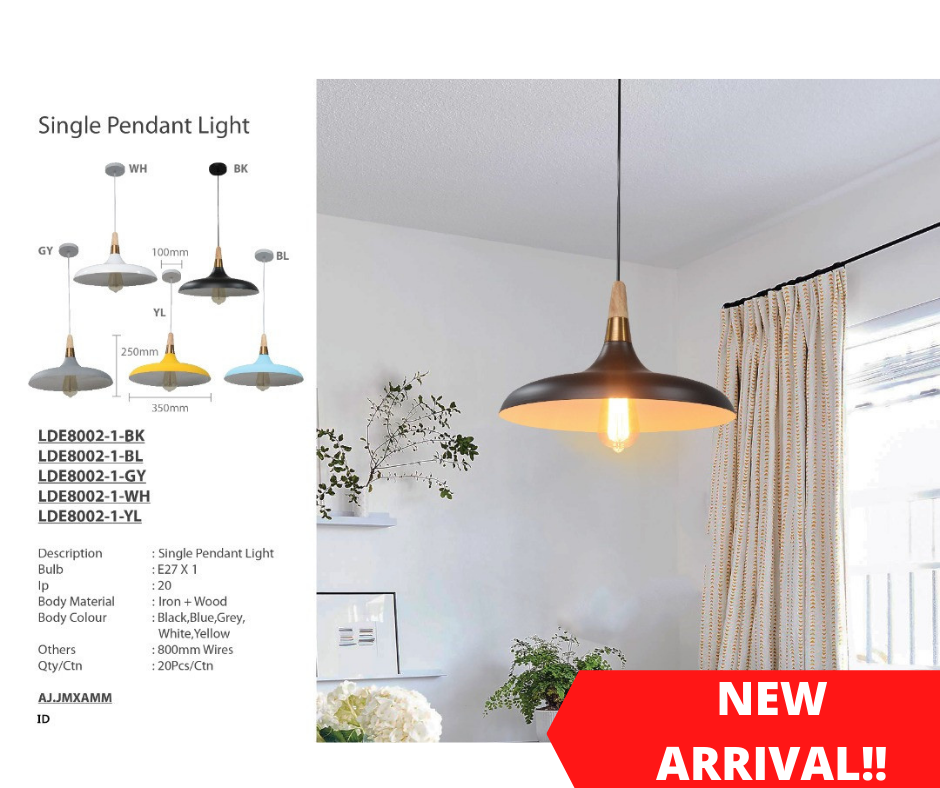 Single Pendant Light
WH
BK
GY
100mm
BL
YL
250mm
350mm
LDE8002-1-BK
LDE8002-1-BL
LDE8002-1-GY
LDE8002-1-WH
LDE8002-1-YL
Description : Single Pendant Light
Bulb : E27 X 1
Ip : 20
Body Material : Iron + Wood
Body Colour : Black,Blue,Grey,
White,Yellow
Others : 800mm Wires
Qty/Ctn : 20Pcs/Ctn
AJ.JMXAMM
ID
NEW
ARRIVAL!!